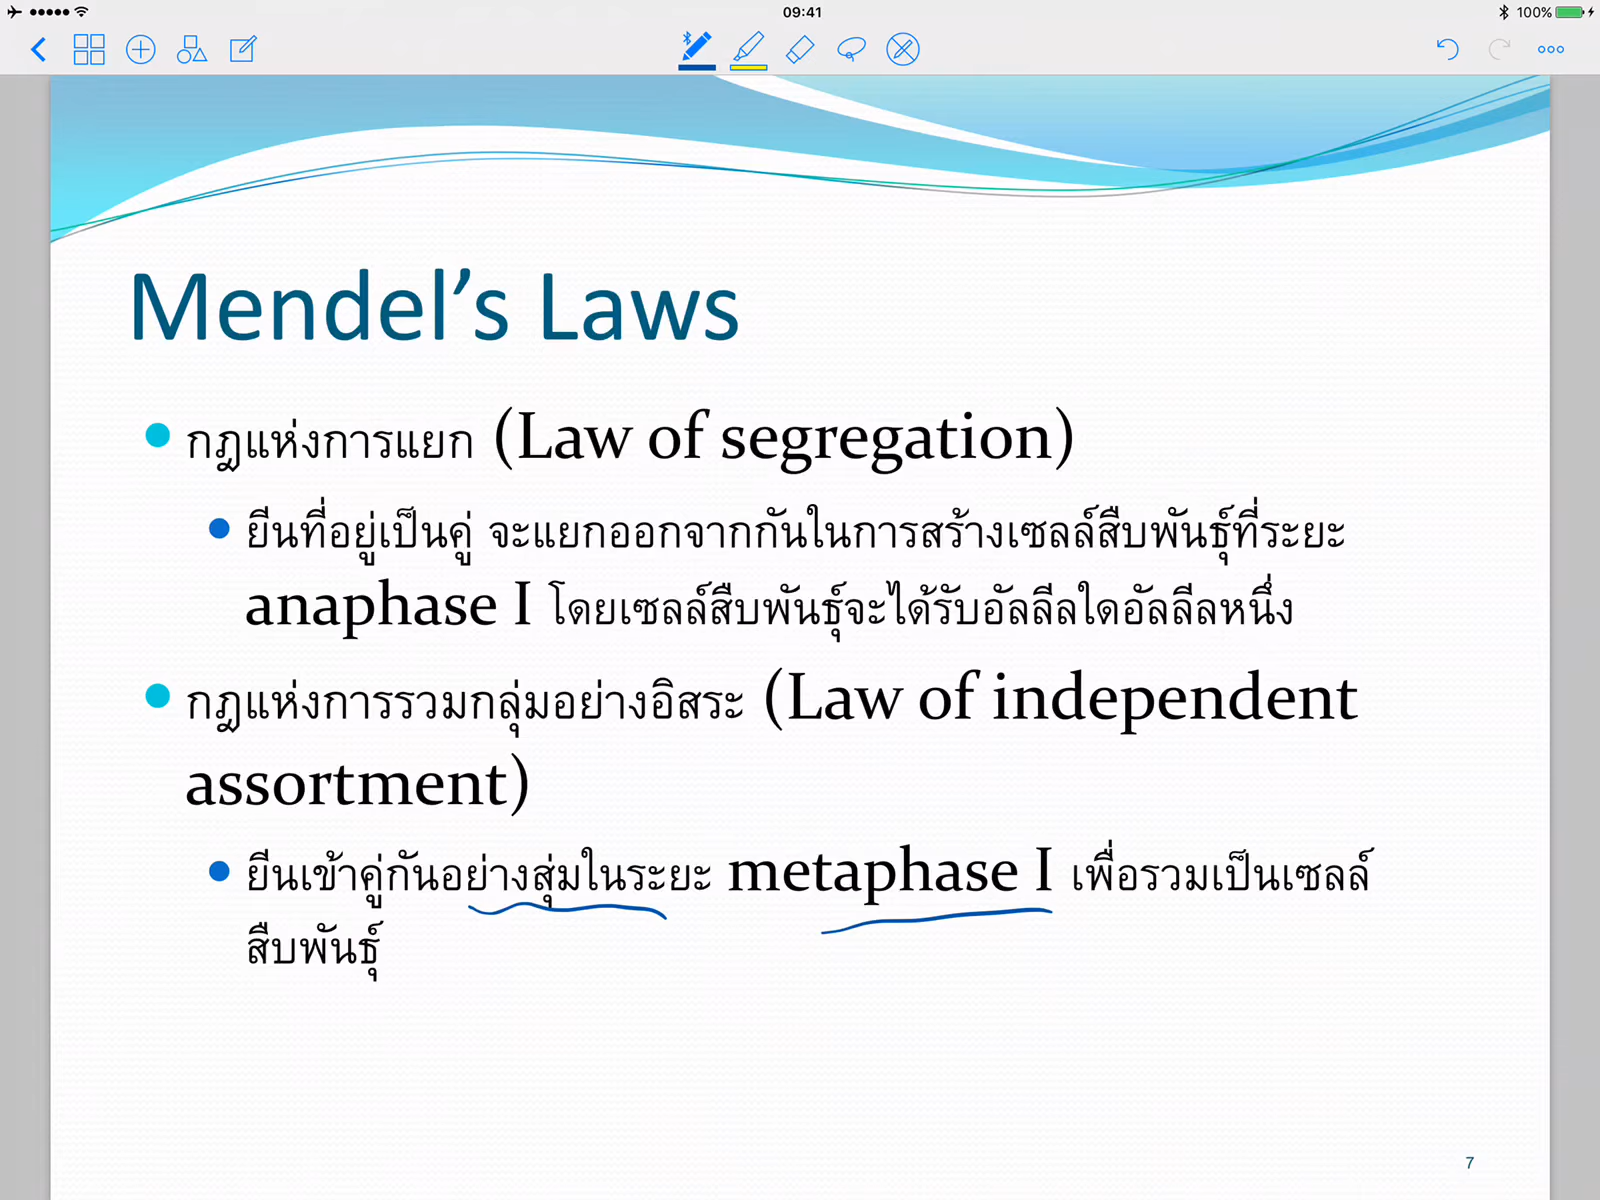 09:41
100%
Mendel’s Laws
กฎแห่งการแยก (Law of segregation)
ยีนที่อยู่เป็นคู่ จะแยกออกจากกันในการสร้างเซลล์สืบพันธุ์ที่ระยะ
anaphase I โดยเซลล์สืบพันธุ์จะได้รับอัลลีลใดอัลลีลหนึ่ง
กฎแห่งการรวมกลุ่มอย่างอิสระ (Law of independent
assortment)
ยีนเข้าคู่กันอย่างสุ่มในระยะ metaphase I เพื่อรวมเป็นเซลล์
สืบพันธุ์
7